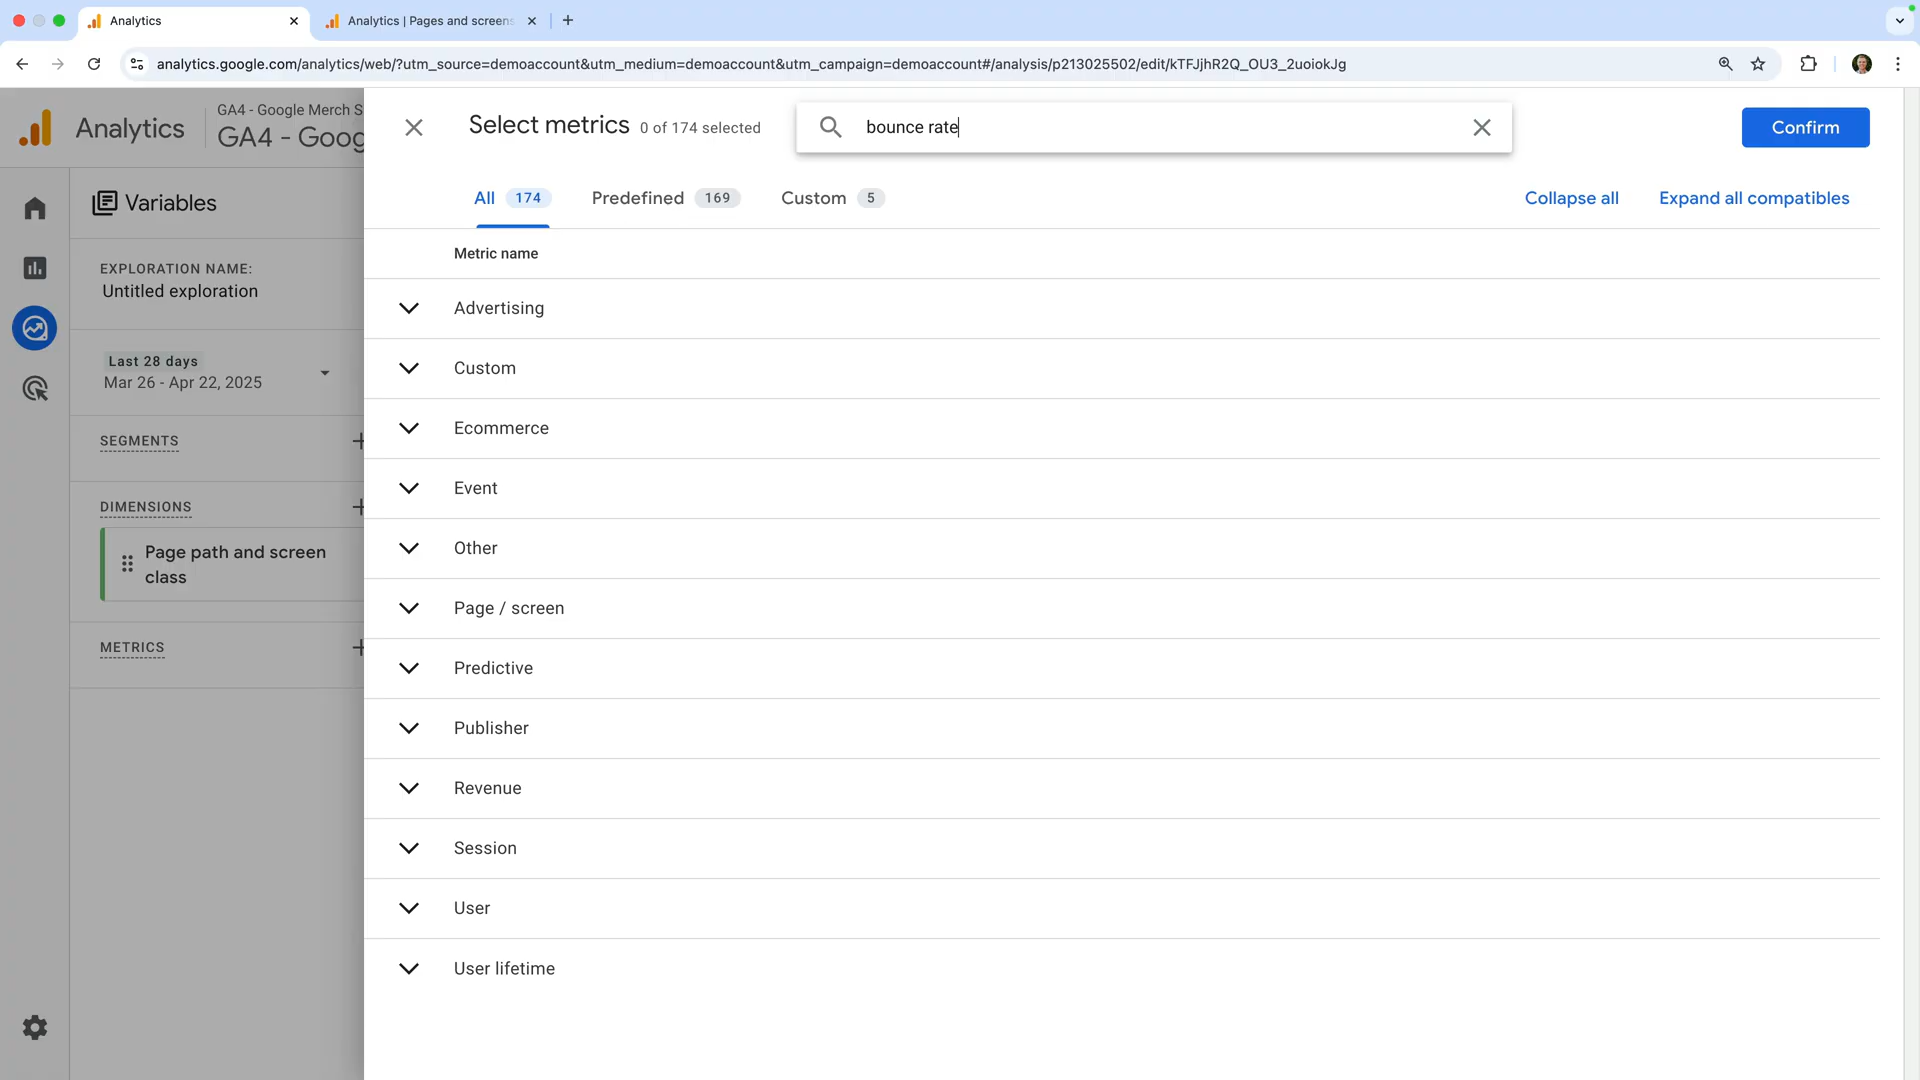 Analytics
Analytics | Pages and screens
analytics.google.com/analytics/web/?utm_source=demoaccount&utm_medium=demoaccount&utm_campaign=demoaccount#/analysis/p213025502/edit/kTFJjhR2Q_OU3_2uoiokJg
Analytics
GA4 - Google Merch S
GA4 - Goog
Select metrics 0 of 174 selected
bounce rate
Confirm
All 174
Predefined 169
Custom 5
Collapse all
Expand all compatibles
Variables
EXPLORATION NAME:
Untitled exploration
Last 28 days
Mar 26 - Apr 22, 2025
SEGMENTS
DIMENSIONS
Page path and screen
class
METRICS
Metric name
Advertising
Custom
Ecommerce
Event
Other
Page / screen
Predictive
Publisher
Revenue
Session
User
User lifetime